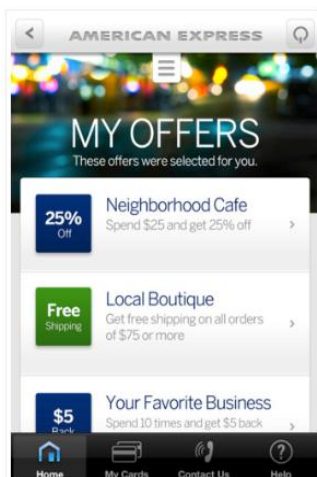 AMERICAN EXPRESS
MY OFFERS
These offers were selected for you.
25%
Off
Neighborhood Cafe
Spend $25 and get 25% off
Free
Shipping
Local Boutique
Get free shipping on all orders
of $75 or more
$5
Back
Your Favorite Business
Spend 10 times and get $5 back
Home
My Cards
Contact Us
Help